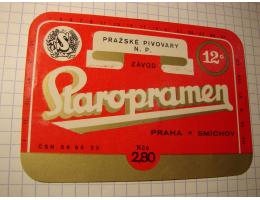 PRAŽSKÉ PIVOVARY
N. P.
ZÁVOD
12°
Staropramen
PRAHA * SMÍCHOV
Kčs
2,80